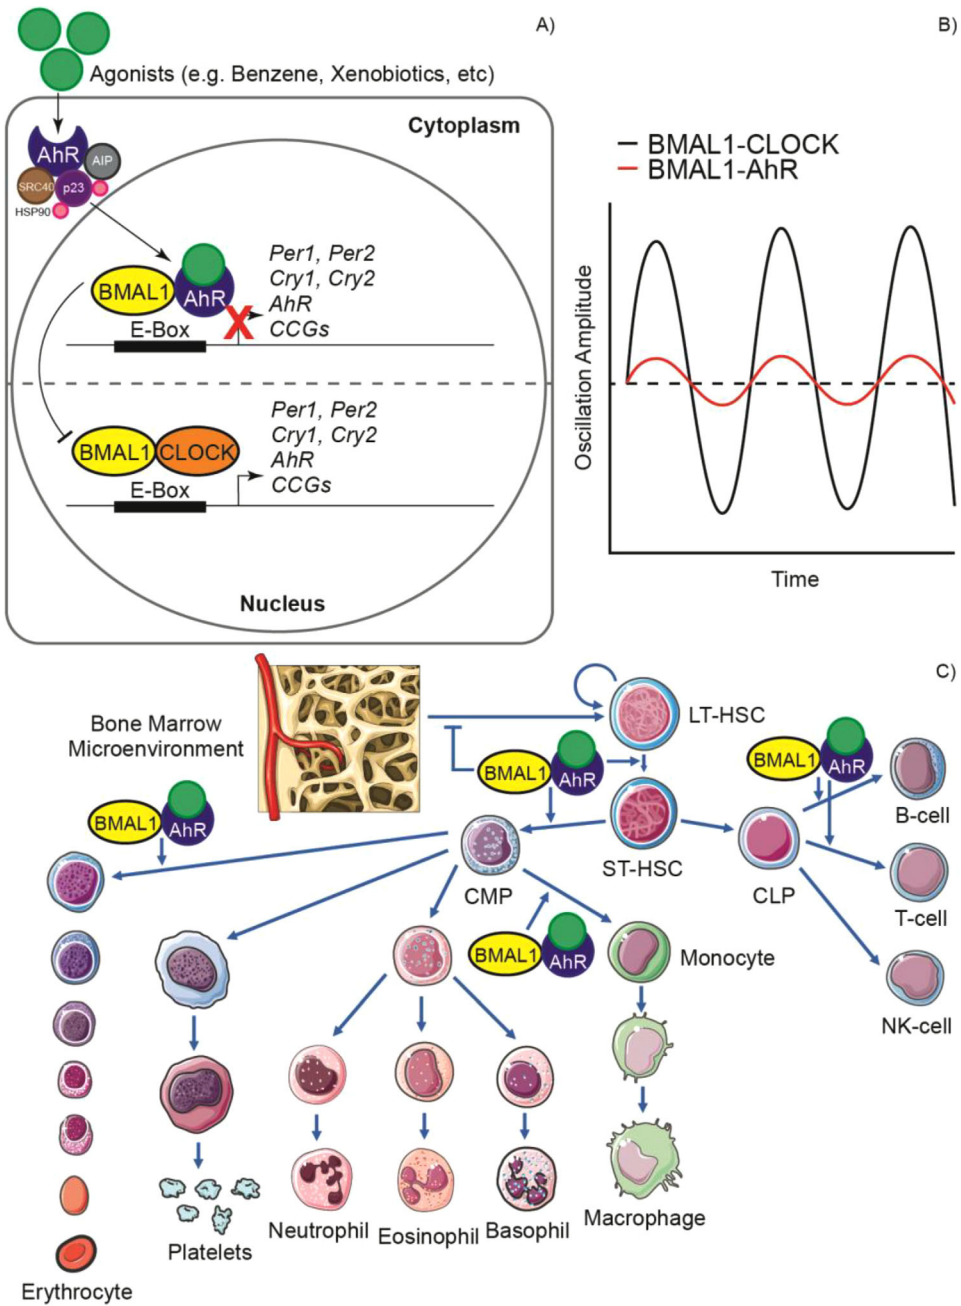 A)
Agonists (e.g. Benzene, Xenobiotics, etc)
Cytoplasm
AhR
AIP
SRC40
p23
HSP90
BMAL1
AhR
X
Per1, Per2
Cry1, Cry2
AhR
CCGs
E-Box
BMAL1
CLOCK
Per1, Per2
Cry1, Cry2
AhR
CCGs
E-Box
Nucleus
B)
BMAL1-CLOCK
BMAL1-AhR
Oscillation Amplitude
Time
C)
Bone Marrow
Microenvironment
LT-HSC
BMAL1
AhR
BMAL1
AhR
BMAL1
AhR
B-cell
ST-HSC
CMP
CLP
T-cell
BMAL1
AhR
Monocyte
NK-cell
Neutrophil
Eosinophil
Basophil
Macrophage
Platelets
Erythrocyte